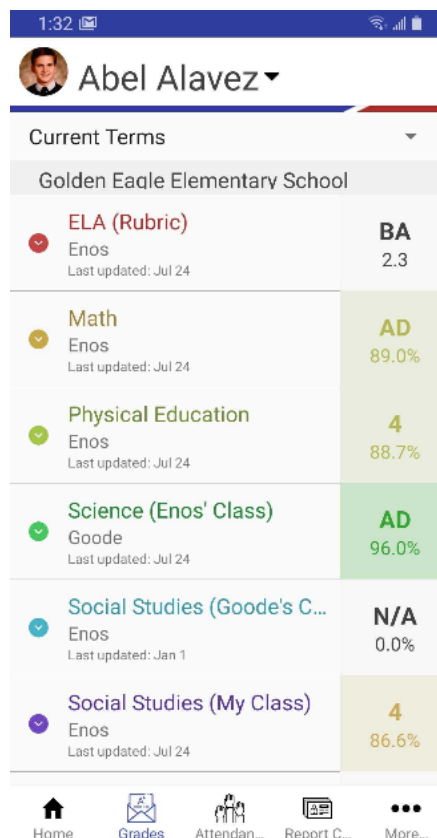 1:32
Abel Alavez
Current Terms
Golden Eagle Elementary School
ELA (Rubric)
Enos
Last updated: Jul 24
BA
2.3
Math
Enos
Last updated: Jul 24
AD
89.0%
Physical Education
Enos
Last updated: Jul 24
4
88.7%
Science (Enos' Class)
Goode
Last updated: Jul 24
AD
96.0%
Social Studies (Goode's C...
Enos
Last updated: Jan 1
N/A
0.0%
Social Studies (My Class)
Enos
Last updated: Jul 24
4
86.6%
Home
Grades
Attendan...
Report C...
More...